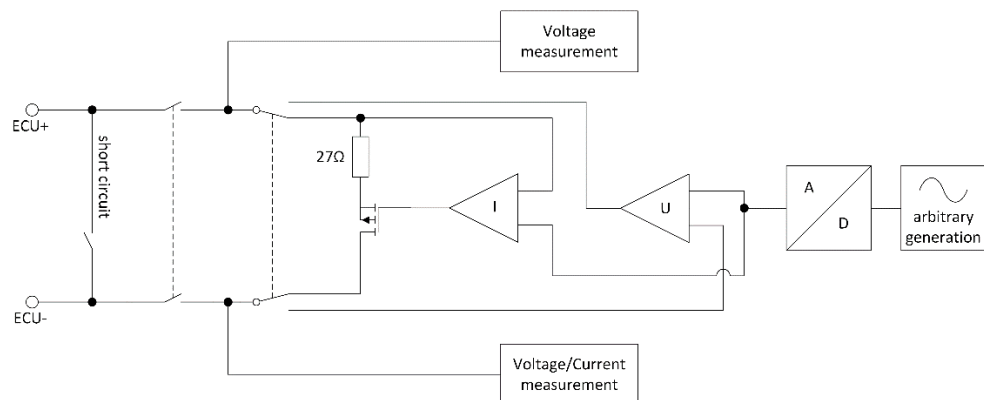 Voltage
measurement
ECU+
short circuit
27Ω
I
U
A
D
arbitrary
generation
ECU-
Voltage/Current
measurement